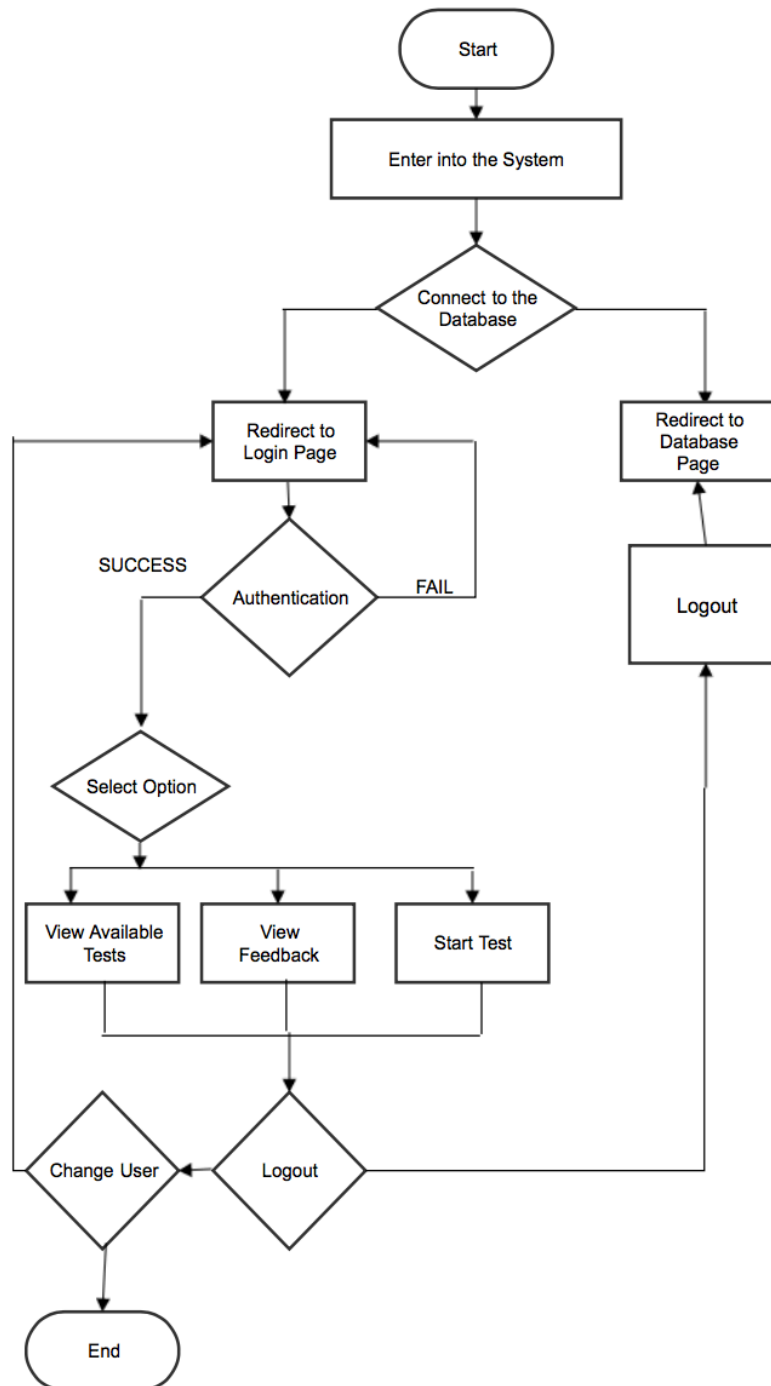 Start
Enter into the System
Connect to the
Database
Redirect to
Login Page
Redirect to
Database
Page
SUCCESS
Authentication
FAIL
Logout
Select Option
View Available
Tests
View
Feedback
Start Test
Change User
Logout
End